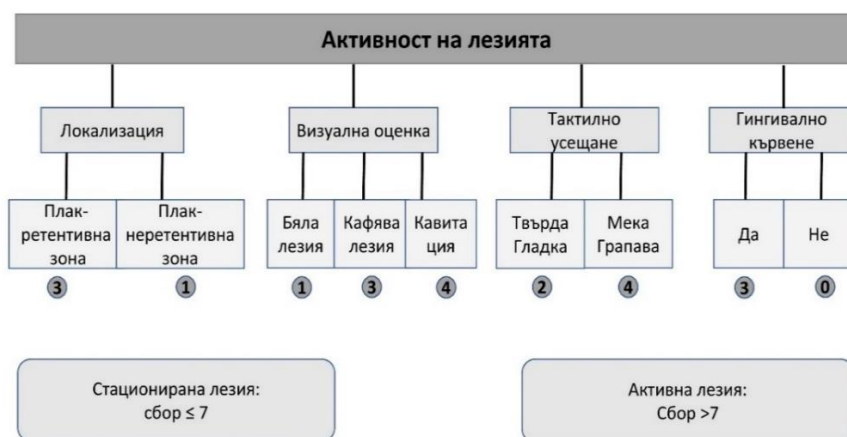 Активност на лезията
Локализация
Визуална оценка
Тактилно
усещане
Гингивално
кървене
Плак-
ретентивна
зона
Плак-
неретентивна
зона
Бяла
лезия
Кафява
лезия
Кавита
ция
Твърда
Гладка
Мека
Грапава
Да
Не
3
1
1
3
4
2
4
3
0
Стационирана лезия:
сбор ≤ 7
Активна лезия:
Сбор >7